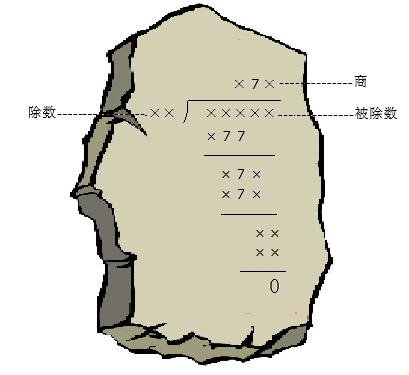 × 7 × 商
除数 × × × × × × × 被除数
× 7 7
× 7 ×
× 7 ×
× ×
× ×
0